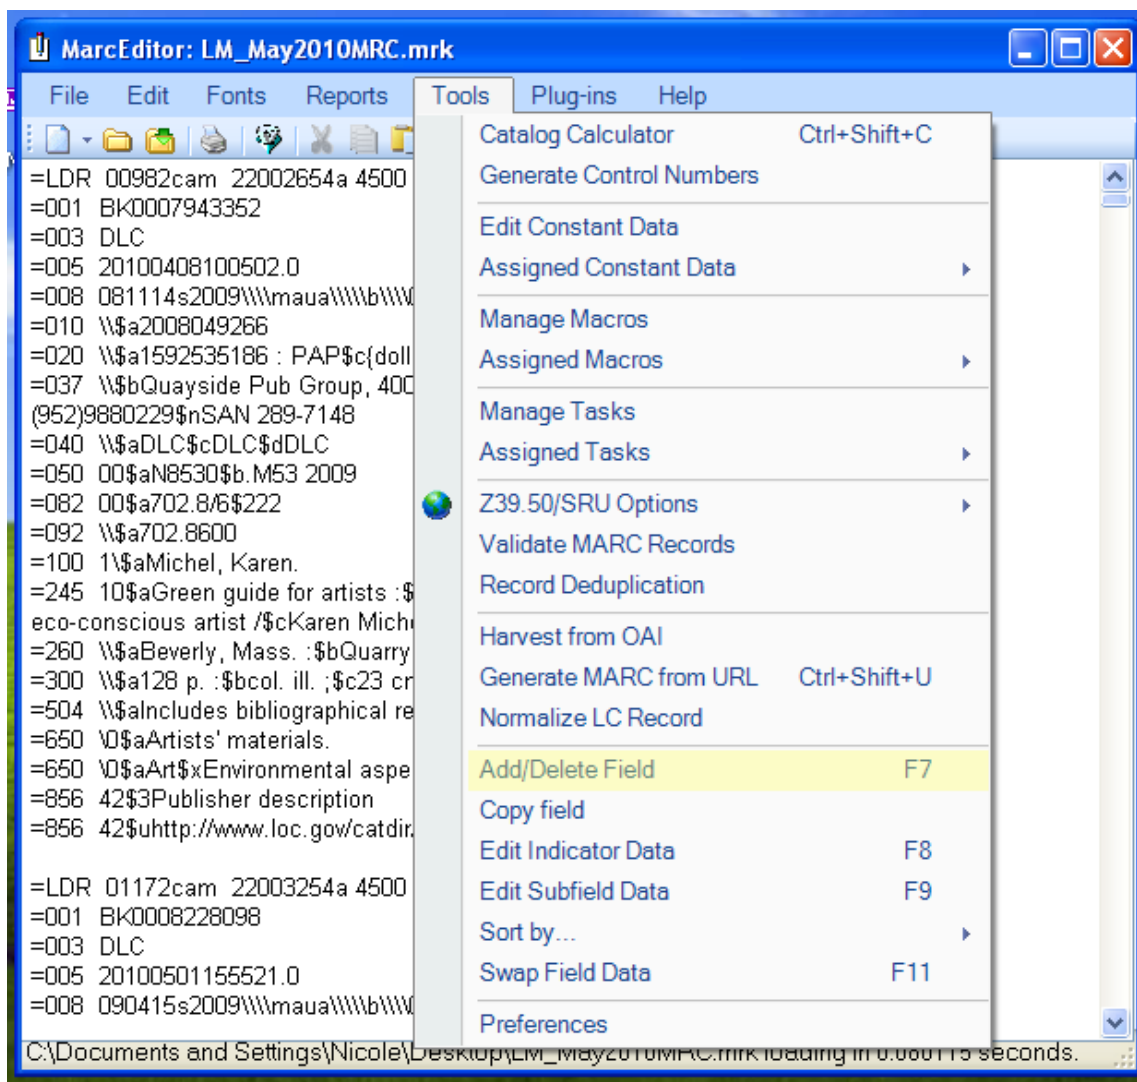 MarcEditor: LM_May2010MRC.mrk
File Edit Fonts Reports Tools Plug-ins Help
=LDR 00982cam 22002654a 4500
=001 BK0007943352
=003 DLC
=005 20100408100502.0
=008 081114s2009\\\\maua\\\\\b\\\\
=010 \\$a2008049266
=020 \\$a1592535186 : PAP$c{doll
=037 \\$bQuayside Pub Group, 400
(952)9880229$nSAN 289-7148
=040 \\$aDLC$cDLC$dDLC
=050 00$aN8530$b.M53 2009
=082 00$a702.8/6$222
=092 \\$a702.8600
=100 1\$aMichel, Karen.
=245 10$aGreen guide for artists :$
eco-conscious artist /$cKaren Miche
=260 \\$aBeverly, Mass. :$bQuarry
=300 \\$a128 p. :$bcol. ill. ;$c23 cm
=504 \\$aIncludes bibliographical re
=650 \0$aArtists' materials.
=650 \0$aArt$xEnvironmental aspe
=856 42$3Publisher description
=856 42$uhttp://www.loc.gov/catdir.
=LDR 01172cam 22003254a 4500
=001 BK0008228098
=003 DLC
=005 20100501155521.0
=008 090415s2009\\\\maua\\\\\b\\\\
Catalog Calculator Ctrl+Shift+C
Generate Control Numbers
Edit Constant Data
Assigned Constant Data
Manage Macros
Assigned Macros
Manage Tasks
Assigned Tasks
Z39.50/SRU Options
Validate MARC Records
Record Deduplication
Harvest from OAI
Generate MARC from URL Ctrl+Shift+U
Normalize LC Record
Add/Delete Field F7
Copy field
Edit Indicator Data F8
Edit Subfield Data F9
Sort by...
Swap Field Data F11
Preferences
C:\Documents and Settings\Nicole\Desktop\LM_May2010MRC.mrk loading in 0.080115 seconds.